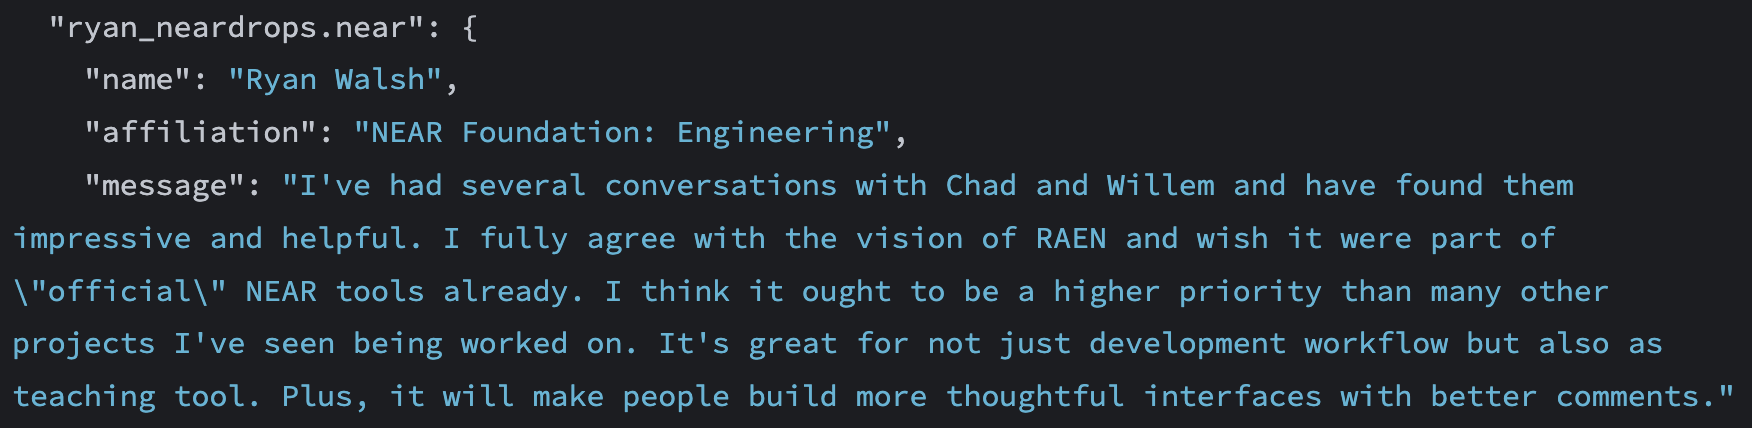 "ryan_neardrops.near": {
"name": "Ryan Walsh",
"affiliation": "NEAR Foundation: Engineering",
"message": "I've had several conversations with Chad and Willem and have found them
impressive and helpful. I fully agree with the vision of RAEN and wish it were part of
\"official\" NEAR tools already. I think it ought to be a higher priority than many other
projects I've seen being worked on. It's great for not just development workflow but also as
teaching tool. Plus, it will make people build more thoughtful interfaces with better comments."